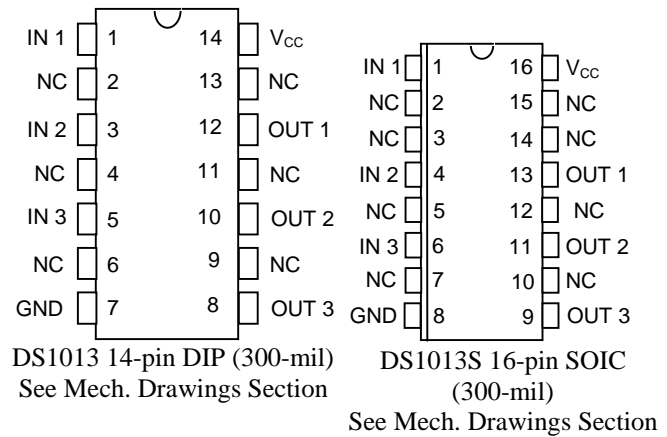 IN 1 1 14 VCC
NC 2 13 NC
IN 2 3 12 OUT 1
NC 4 11 NC
IN 3 5 10 OUT 2
NC 6 9 NC
GND 7 8 OUT 3
DS1013 14-pin DIP (300-mil)
See Mech. Drawings Section
IN 1 1 16 VCC
NC 2 15 NC
NC 3 14 NC
IN 2 4 13 OUT 1
NC 5 12 NC
IN 3 6 11 OUT 2
NC 7 10 NC
GND 8 9 OUT 3
DS1013S 16-pin SOIC
(300-mil)
See Mech. Drawings Section